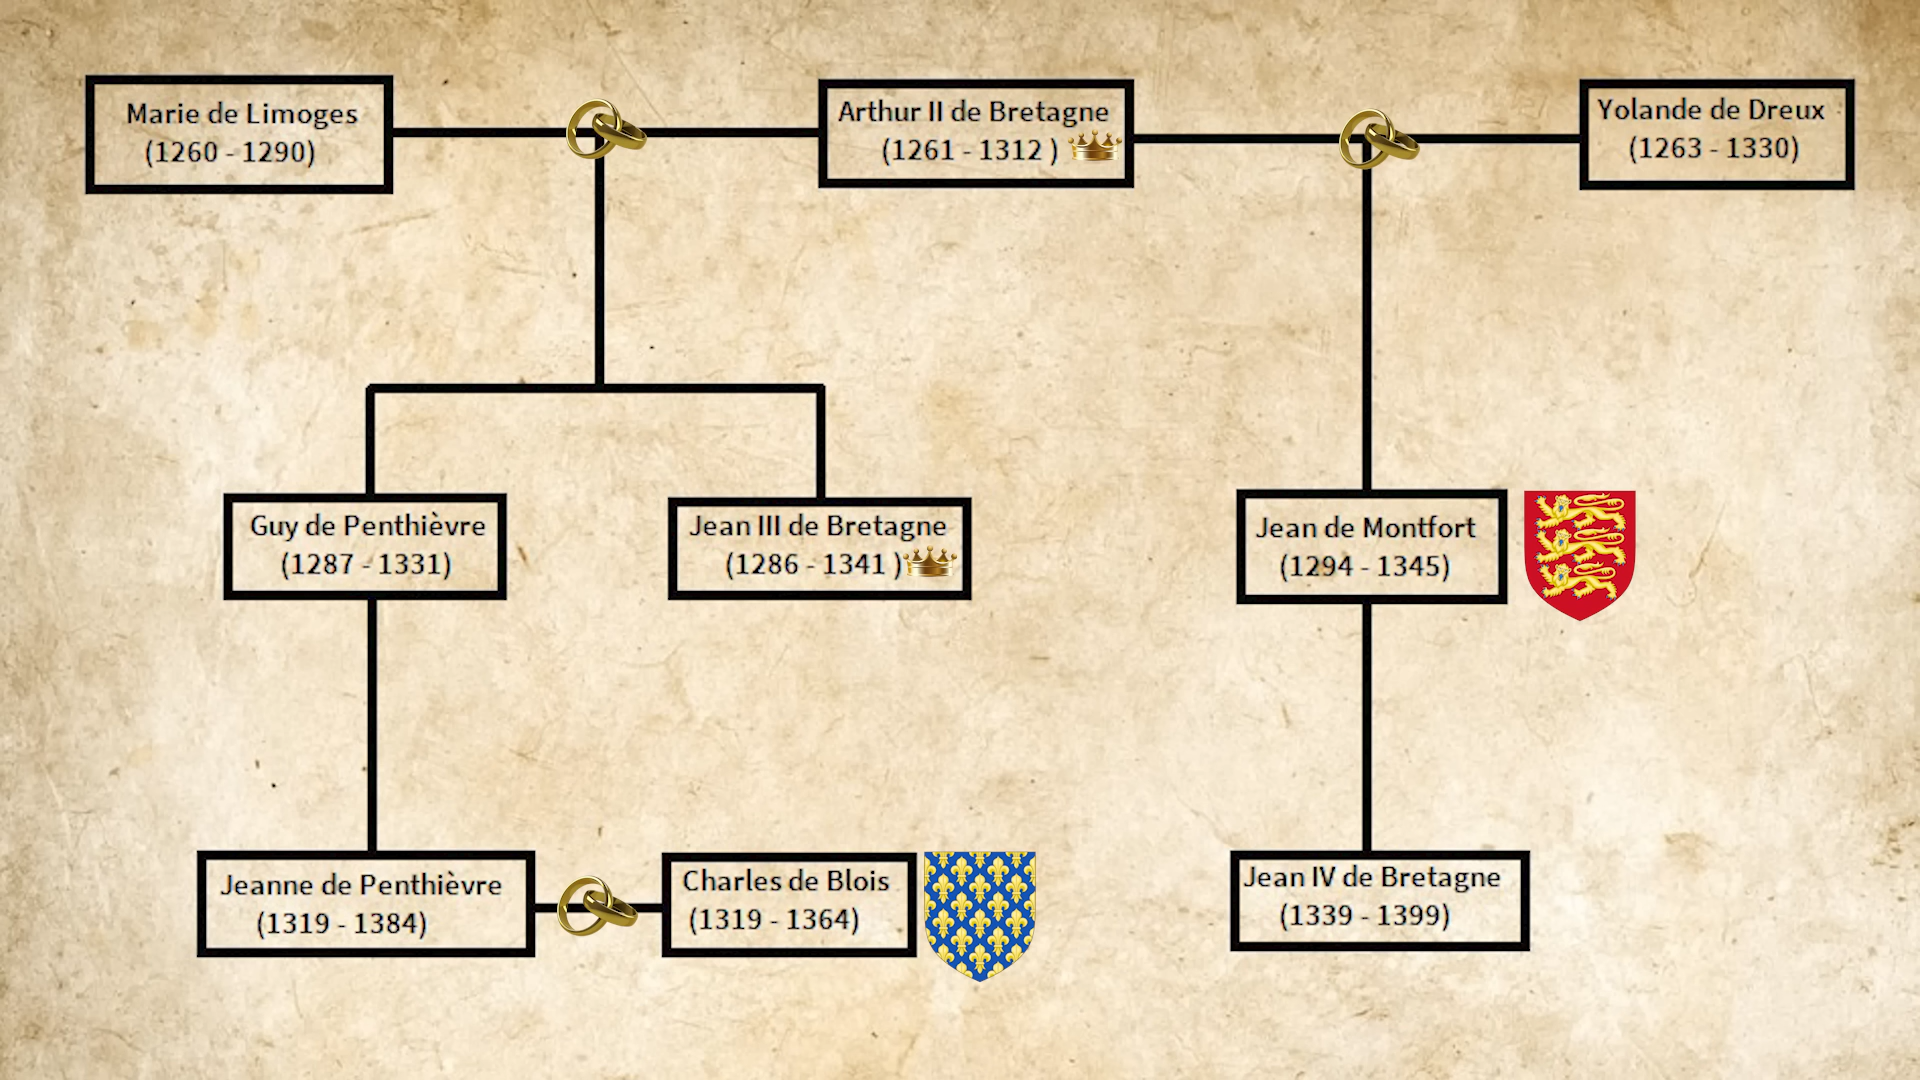 Marie de Limoges
(1260 - 1290)
Arthur II de Bretagne
(1261 - 1312 )
Yolande de Dreux
(1263 - 1330)
Guy de Penthièvre
(1287 - 1331)
Jean III de Bretagne
(1286 - 1341 )
Jean de Montfort
(1294 - 1345)
Jeanne de Penthièvre
(1319 - 1384)
Charles de Blois
(1319 - 1364)
Jean IV de Bretagne
(1339 - 1399)